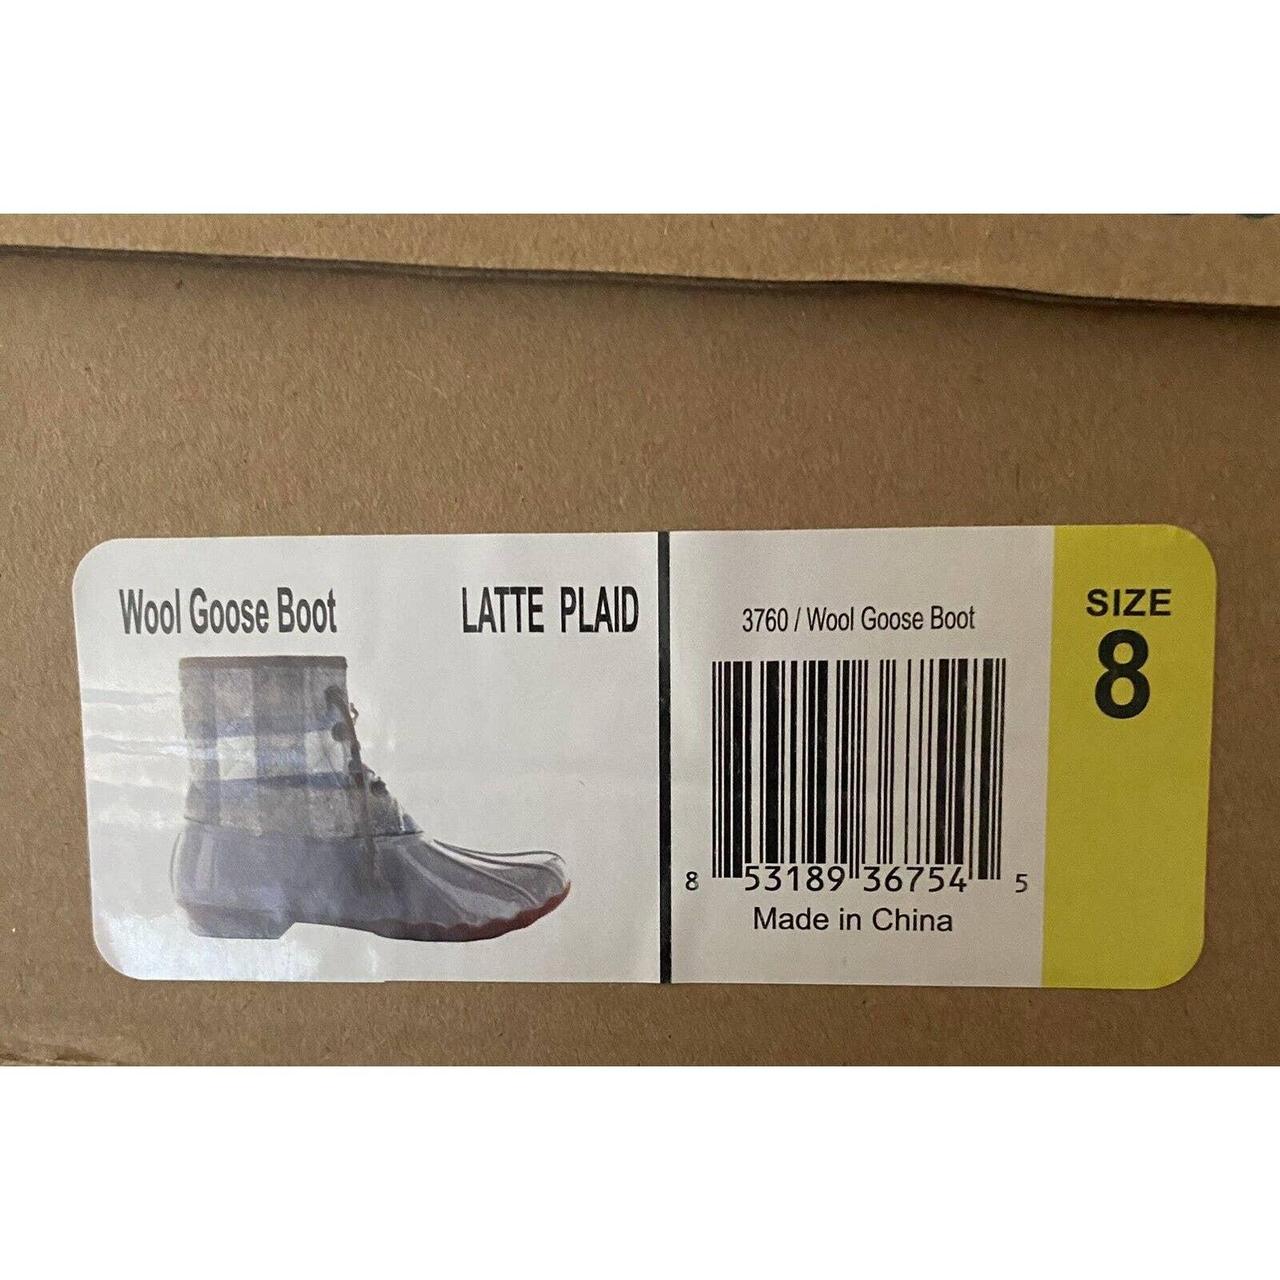 Wool Goose Boot
LATTE PLAID
3760 / Wool Goose Boot
8 53189 36754 5
Made in China
SIZE
8